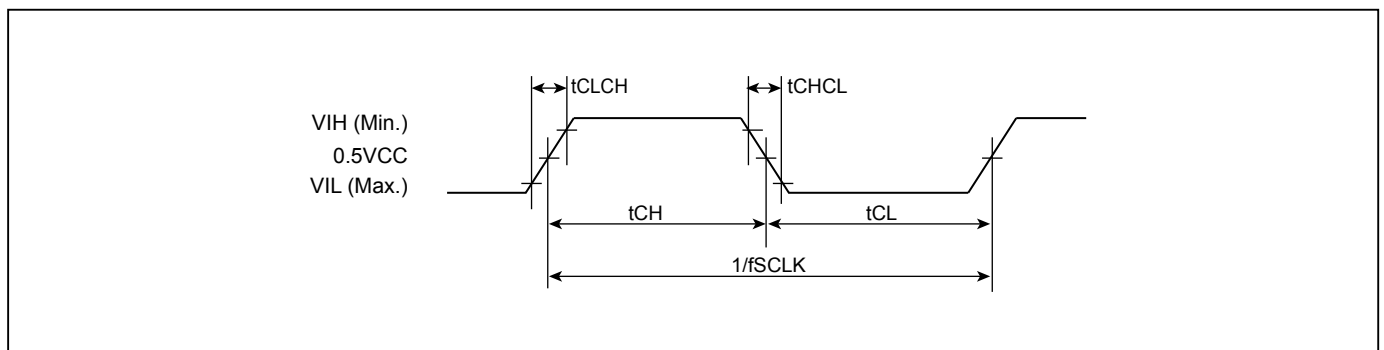 tCLCH
tCHCL
VIH (Min.)
0.5VCC
VIL (Max.)
tCH
tCL
1/fSCLK